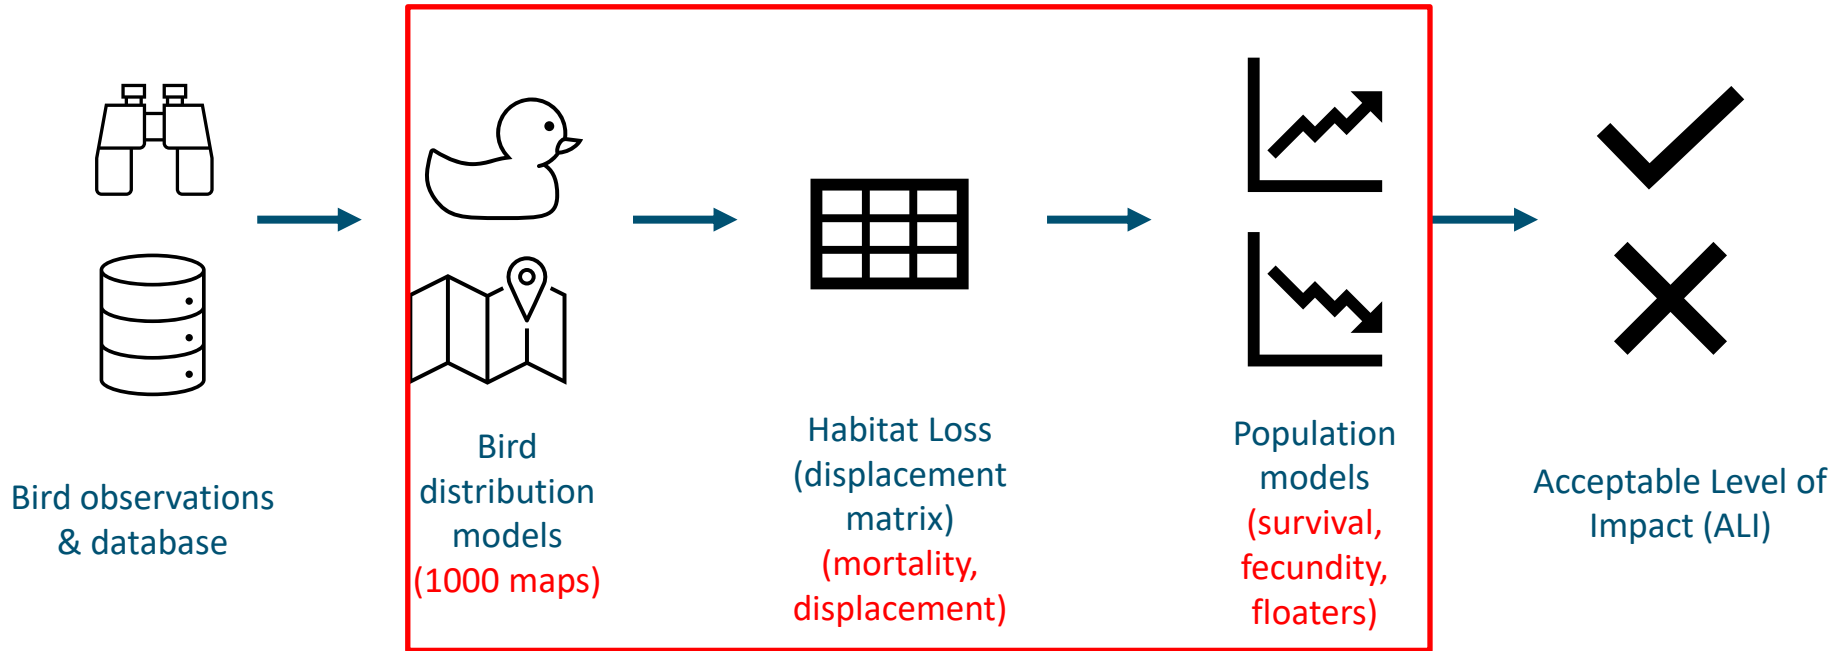 Bird observations
& database
Bird
distribution
models
(1000 maps)
Habitat Loss
(displacement
matrix)
(mortality,
displacement)
Population
models
(survival,
fecundity,
floaters)
Acceptable Level of
Impact (ALI)